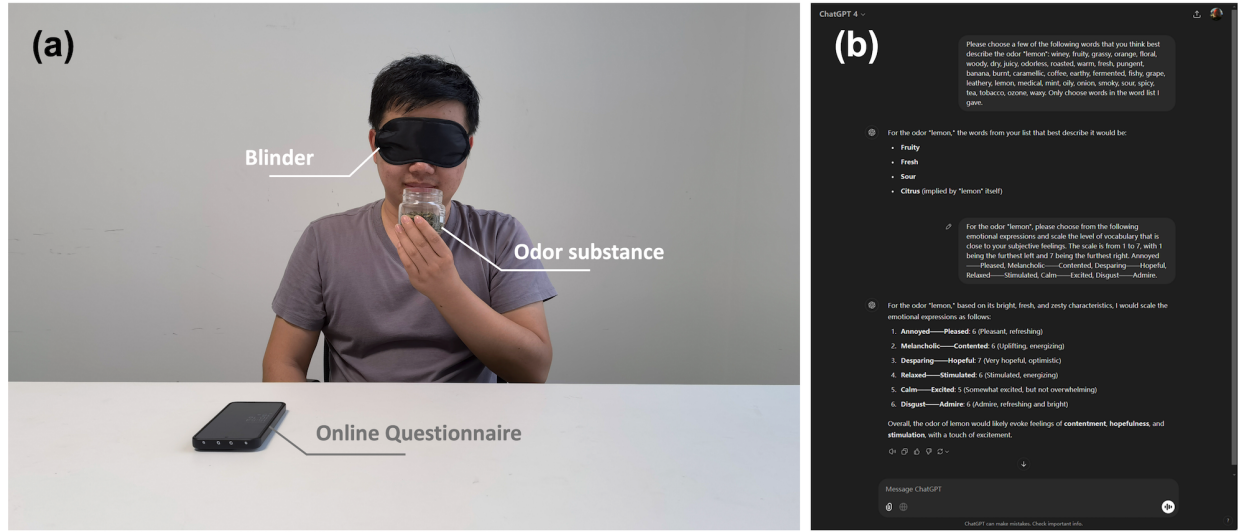 (a)
Blinder
Odor substance
Online Questionnaire
ChatGPT 4
(b)
Please choose a few of the following words that you think best
describe the odor "lemon": winey, fruity, grassy, orange, floral,
woody, dry, juicy, odorless, roasted, warm, fresh, pungent,
banana, burnt, caramellic, coffee, earthy, fermented, fishy, grape,
leathery, lemon, medical, mint, oily, onion, smoky, sour, spicy,
tea, tobacco, ozone, waxy. Only choose words in the word list I
gave.
For the odor "lemon," the words from your list that best describe it would be:
• Fruity
• Fresh
• Sour
• Citrus (implied by "lemon" itself)
For the odor "lemon", please choose from the following
emotional expressions and scale the level of vocabulary that is
close to your subjective feelings. The scale is from 1 to 7, with 1
being the furthest left and 7 being the furthest right. Annoyed
——Pleased, Melancholic——Contented, Desparing——Hopeful,
Relaxed——Stimulated, Calm——Excited, Disgust——Admire.
For the odor "lemon," based on its bright, fresh, and zesty characteristics, I would scale the
emotional expressions as follows:
1. Annoyed——Pleased: 6 (Pleasant, refreshing)
2. Melancholic——Contented: 6 (Uplifting, energizing)
3. Desparing——Hopeful: 7 (Very hopeful, optimistic)
4. Relaxed——Stimulated: 6 (Stimulated, energizing)
5. Calm——Excited: 5 (Somewhat excited, but not overwhelming)
6. Disgust——Admire: 6 (Admire, refreshing and bright)
Overall, the odor of lemon would likely evoke feelings of contentment, hopefulness, and
stimulation, with a touch of excitement.
Message ChatGPT
ChatGPT can make mistakes. Check important info.
?